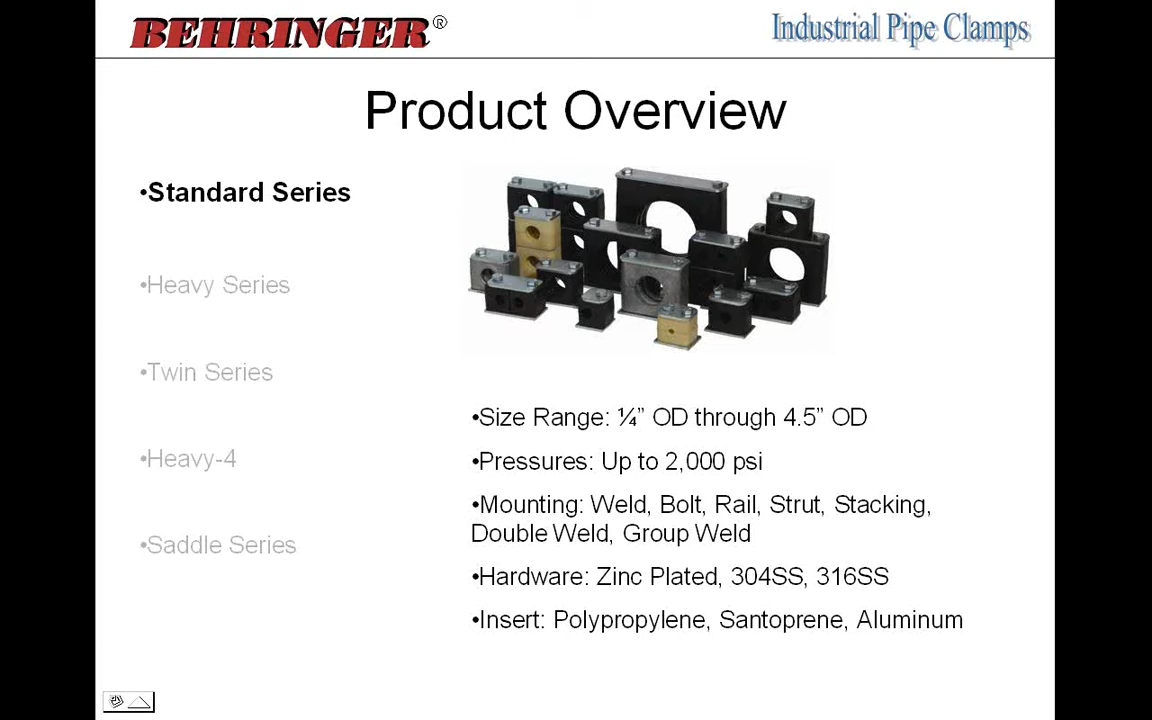 BEHRINGER®
Industrial Pipe Clamps
Product Overview
•Standard Series
•Heavy Series
•Twin Series
•Heavy-4
•Saddle Series
•Size Range: ¼” OD through 4.5” OD
•Pressures: Up to 2,000 psi
•Mounting: Weld, Bolt, Rail, Strut, Stacking,
Double Weld, Group Weld
•Hardware: Zinc Plated, 304SS, 316SS
•Insert: Polypropylene, Santoprene, Aluminum